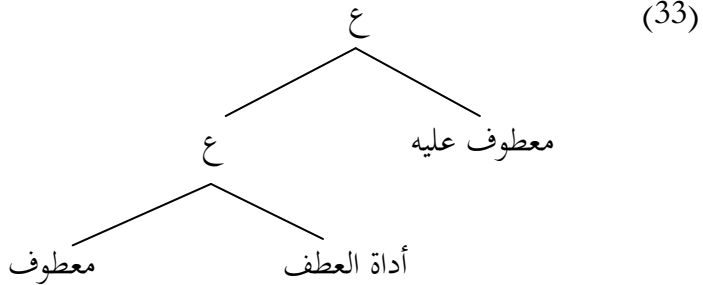 (33)
ع
معطوف عليه
ع
أداة العطف
معطوف